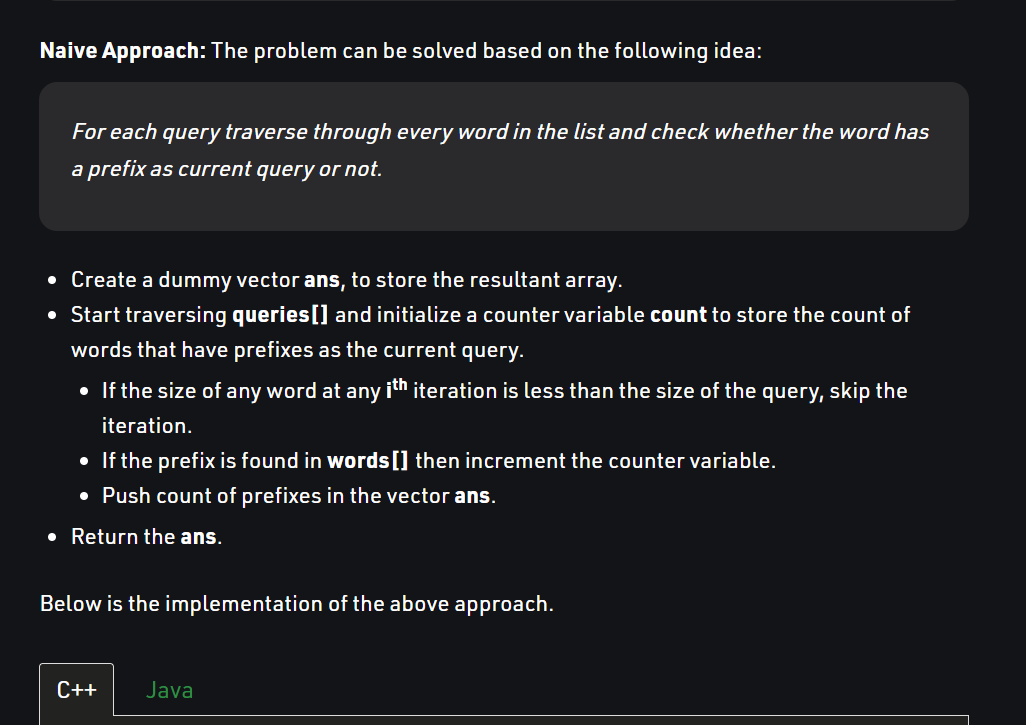 Naive Approach: The problem can be solved based on the following idea:
For each query traverse through every word in the list and check whether the word has
a prefix as current query or not.
Create a dummy vector ans, to store the resultant array.
Start traversing queries[] and initialize a counter variable count to store the count of
words that have prefixes as the current query.
If the size of any word at any ith iteration is less than the size of the query, skip the
iteration.
If the prefix is found in words[] then increment the counter variable.
Push count of prefixes in the vector ans.
Return the ans.
Below is the implementation of the above approach.
C++ Java